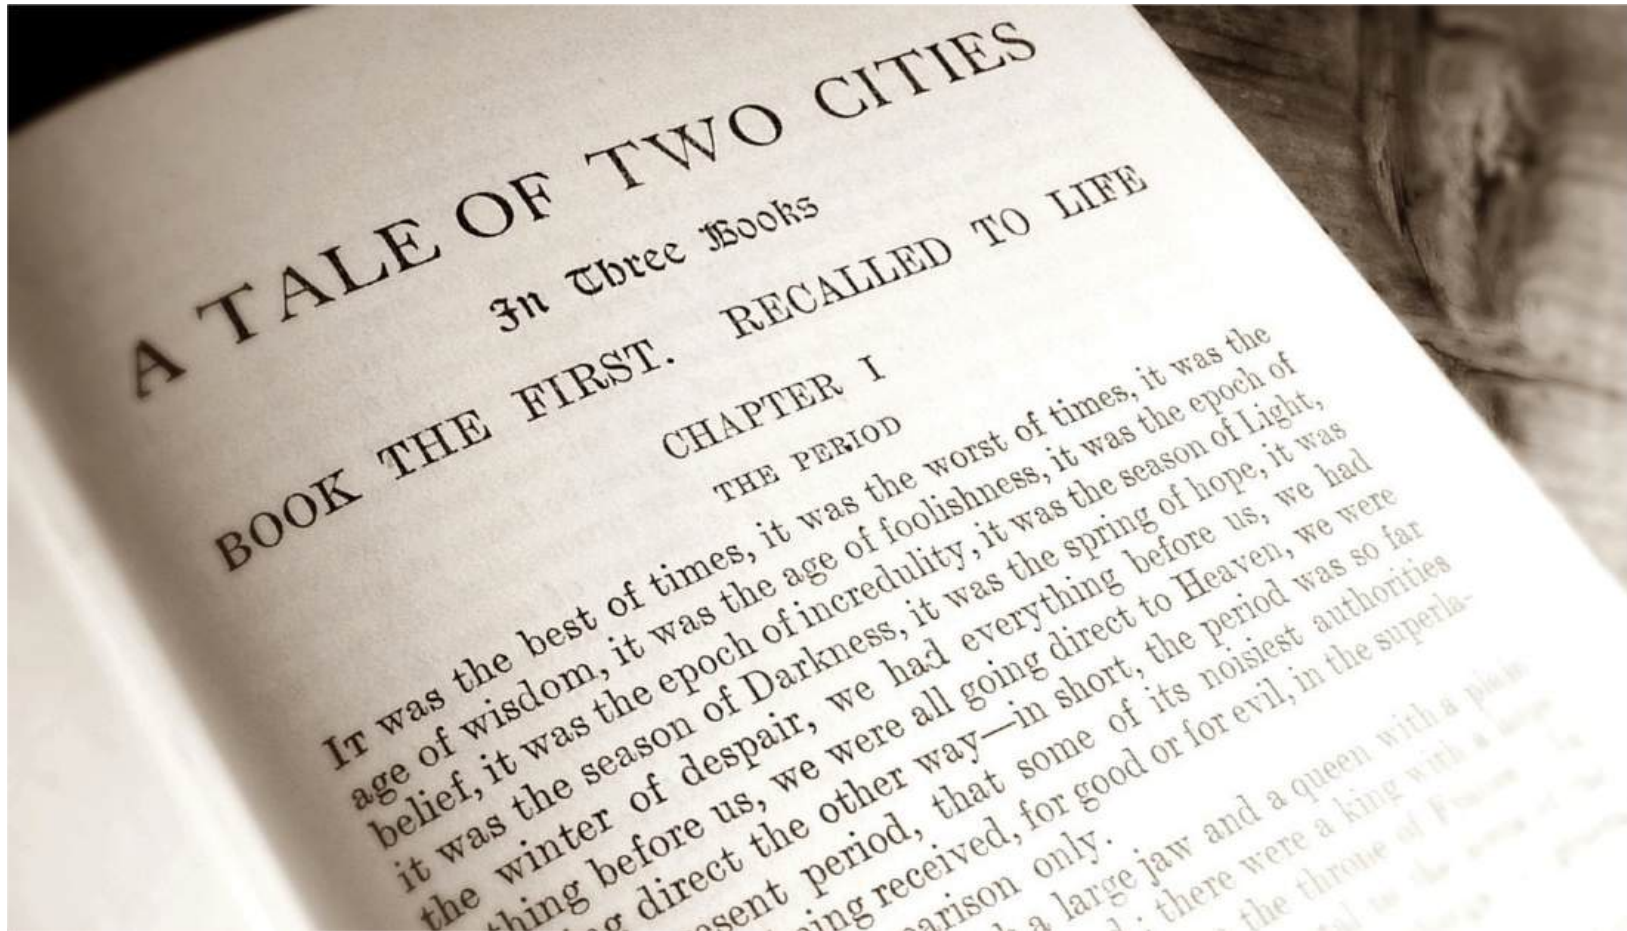 A TALE OF TWO CITIES
In Three Books
BOOK THE FIRST. RECALLED TO LIFE
CHAPTER I
THE PERIOD
IT was the best of times, it was the worst of times, it was the
age of wisdom, it was the age of foolishness, it was the epoch of
belief, it was the epoch of incredulity, it was the season of Light,
it was the season of Darkness, it was the spring of hope, it was
the winter of despair, we had everything before us, we had
thing before us, we were all going direct to Heaven, we were
direct the other way—in short, the period was so far
period, that some of its noisiest authorities
received, for good or for evil, in the superla-
only.
a large jaw and a queen with a plain
there were a king with a
the throne of